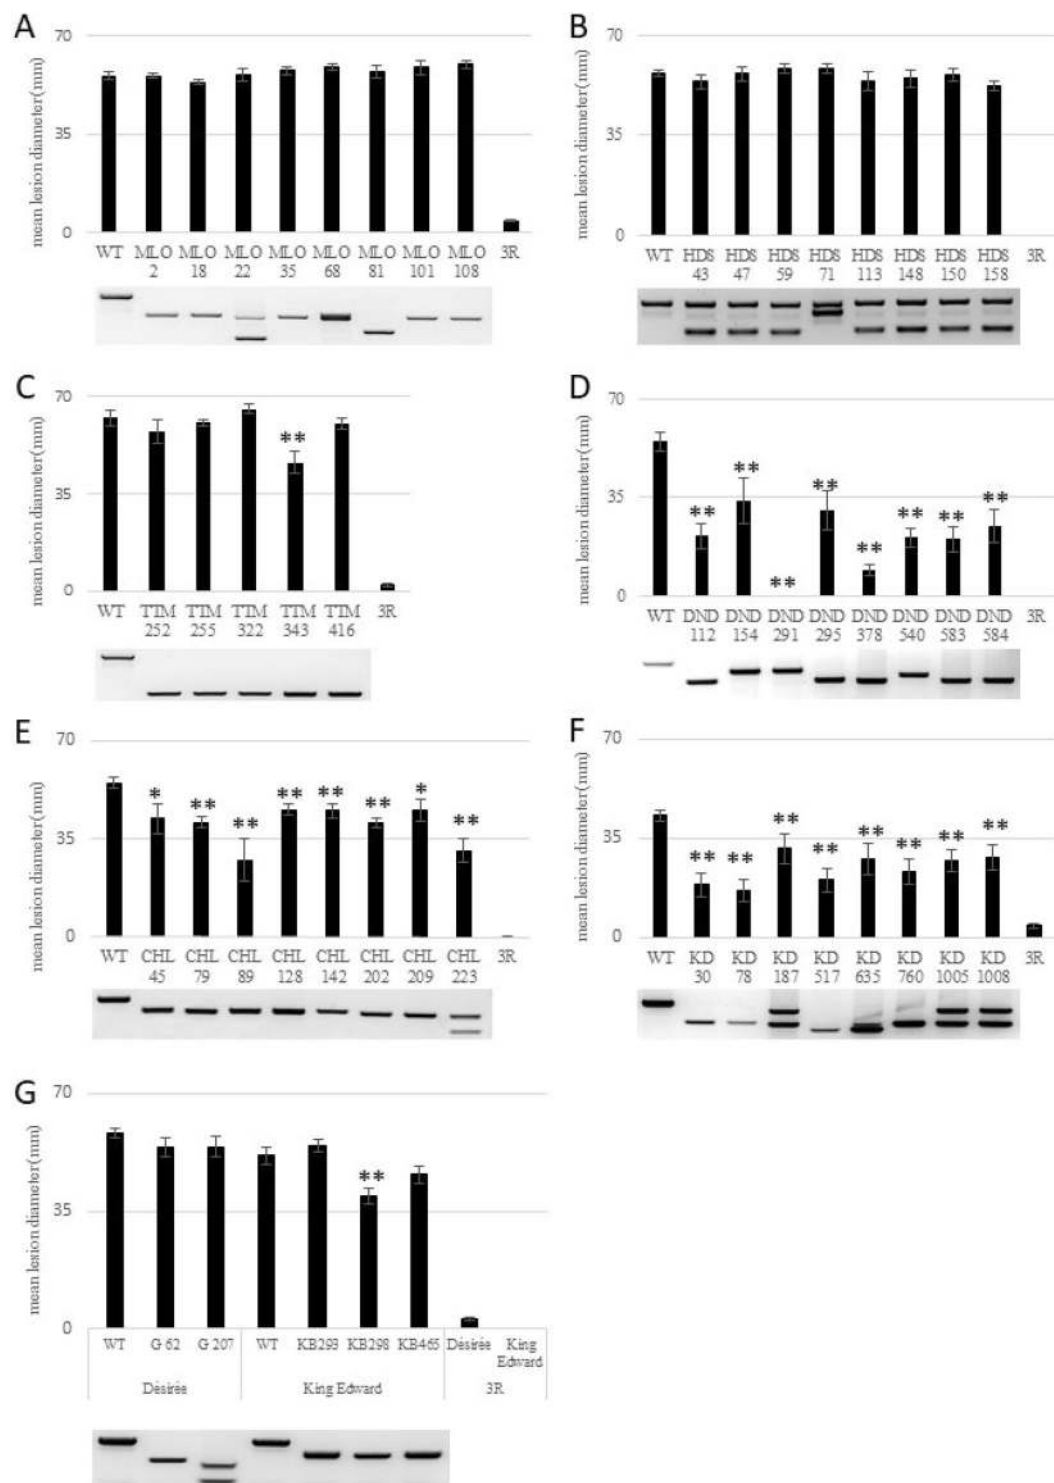 A
B
70
70
mean lesion diameter (mm)
mean lesion diameter (mm)
35
35
0
0
WT MLO MLO MLO MLO MLO MLO MLO MLO 3R
2 18 22 35 68 81 101 108
WT HDS HDS HDS HDS HDS HDS HDS HDS 3R
43 47 59 71 113 148 150 158
C
D
70
70
mean lesion diameter (mm)
mean lesion diameter (mm)
**
** ** ** ** ** ** ** **
35
35
0
0
WT TTM TTM TTM TTM TTM 3R
252 255 322 343 416
WT DND DND DND DND DND DND DND DND 3R
112 154 291 295 378 540 583 584
E
F
70
70
mean lesion diameter (mm)
mean lesion diameter (mm)
* ** ** ** ** ** * **
** ** ** ** ** ** ** **
35
35
0
0
WT CHL CHL CHL CHL CHL CHL CHL CHL 3R
45 79 89 128 142 202 209 223
WT KD KD KD KD KD KD KD KD 3R
30 78 187 517 635 760 1005 1008
G
70
mean lesion diameter (mm)
**
35
0
WT G 62 G 207 WT KB293 KB298 KB465 Désirée King
Edward
Désirée King Edward 3R